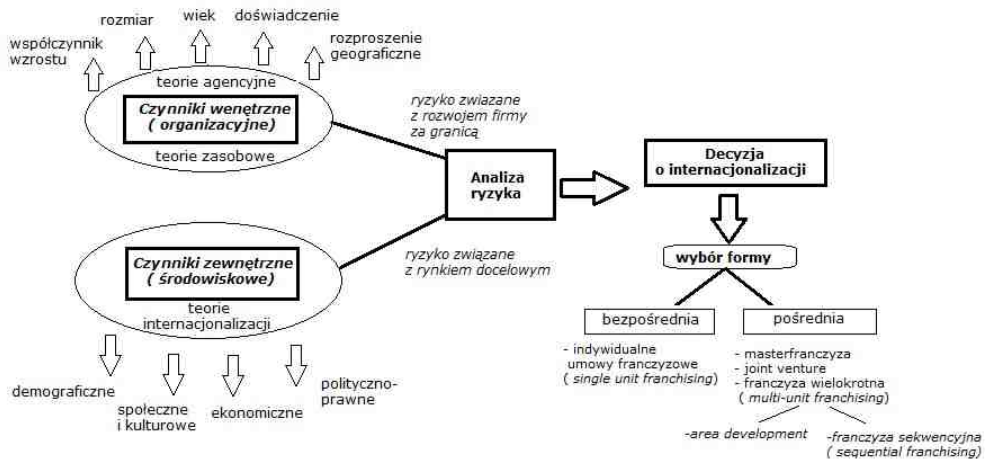 współczynnik
wzrostu
rozmiar
wiek
doświadczenie
rozproszenie
geograficzne
teorie agencyjne
Czynniki wenętrzne
( organizacyjne)
teorie zasobowe
ryzyko zwiazane
z rozwojem firmy
za granicą
Analiza
ryzyka
Decyzja
o internacjonalizacji
ryzyko związane
z rynkiem docelowym
Czynniki zewnętrzne
( środowiskowe)
teorie
internacjonalizacji
demograficzne
społeczne
i kulturowe
ekonomiczne
polityczno-
prawne
wybór formy
bezpośrednia
- indywidualne
umowy franczyzowe
( single unit franchising)
pośrednia
- masterfranczyza
- joint venture
- franczyza wielokrotna
( multi-unit franchising)
-area development
-franczyza sekwencyjna
( sequential franchising)